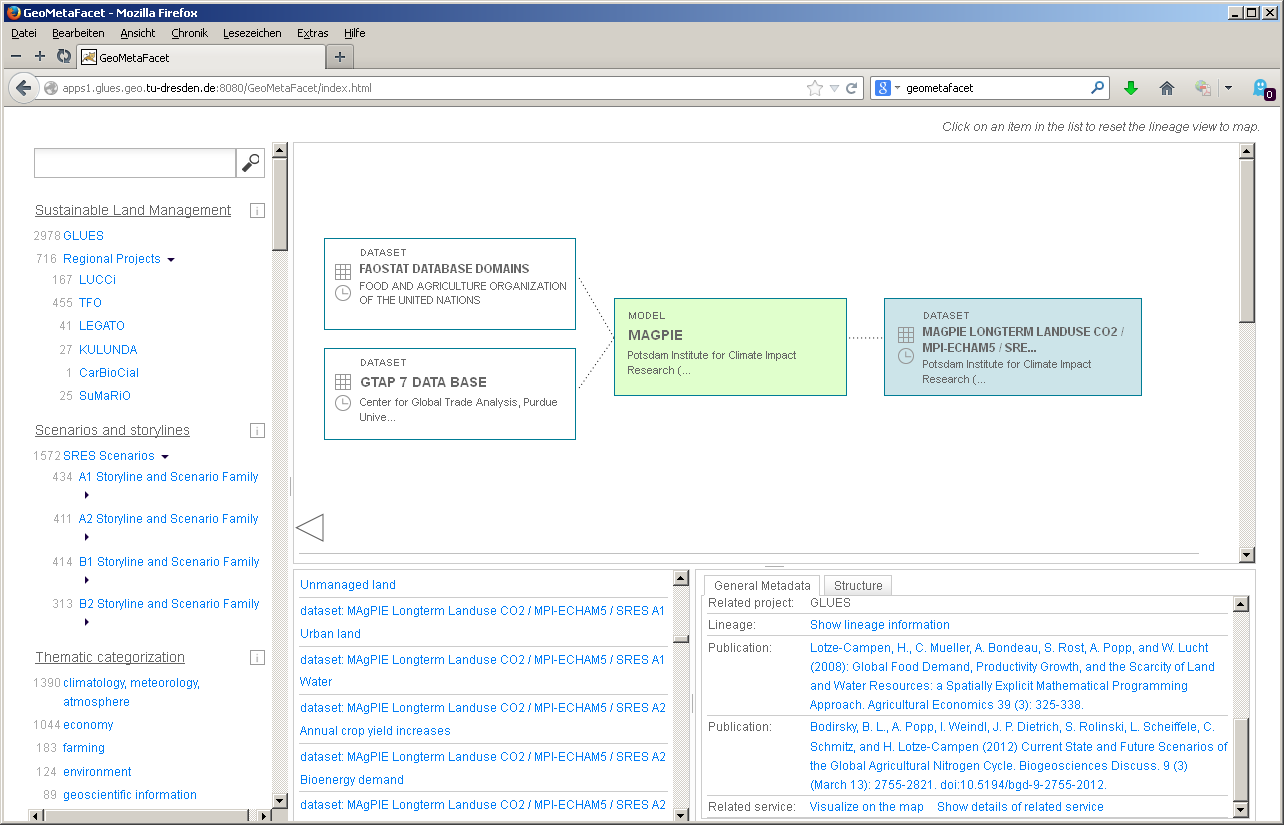 GeoMetaFacet - Mozilla Firefox
Datei Bearbeiten Ansicht Chronik Lesezeichen Extras Hilfe
GeoMetaFacet
apps1.glues.geo.tu-dresden.de:8080/GeoMetaFacet/index.html
geometafacet
0
Click on an item in the list to reset the lineage view to map.
Sustainable Land Management
2978 GLUES
716 Regional Projects
167 LUCCi
455 TFO
41 LEGATO
27 KULUNDA
1 CarBioCial
25 SuMaRiO
Scenarios and storylines
1572 SRES Scenarios
434 A1 Storyline and Scenario Family
411 A2 Storyline and Scenario Family
414 B1 Storyline and Scenario Family
313 B2 Storyline and Scenario Family
Thematic categorization
1390 climatology, meteorology,
atmosphere
1044 economy
183 farming
124 environment
89 geoscientific information
DATASET
FAOSTAT DATABASE DOMAINS
FOOD AND AGRICULTURE ORGANIZATION
OF THE UNITED NATIONS
DATASET
GTAP 7 DATA BASE
Center for Global Trade Analysis, Purdue
Unive...
MODEL
MAGPIE
Potsdam Institute for Climate Impact
Research (...
DATASET
MAGPIE LONGTERM LANDUSE CO2 /
MPI-ECHAM5 / SRE...
Potsdam Institute for Climate Impact
Research (...
Unmanaged land
dataset: MAgPIE Longterm Landuse CO2 / MPI-ECHAM5 / SRES A1
Urban land
dataset: MAgPIE Longterm Landuse CO2 / MPI-ECHAM5 / SRES A1
Water
dataset: MAgPIE Longterm Landuse CO2 / MPI-ECHAM5 / SRES A2
Annual crop yield increases
dataset: MAgPIE Longterm Landuse CO2 / MPI-ECHAM5 / SRES A2
Bioenergy demand
dataset: MAgPIE Longterm Landuse CO2 / MPI-ECHAM5 / SRES A2
General Metadata Structure
Related project: GLUES
Lineage: Show lineage information
Publication: Lotze-Campen, H., C. Mueller, A. Bondeau, S. Rost, A. Popp, and W. Lucht
(2008): Global Food Demand, Productivity Growth, and the Scarcity of Land
and Water Resources: a Spatially Explicit Mathematical Programming
Approach. Agricultural Economics 39 (3): 325-338.
Publication: Bodirsky, B. L., A. Popp, I. Weindl, J. P. Dietrich, S. Rolinski, L. Scheiffele, C.
Schmitz, and H. Lotze-Campen (2012) Current State and Future Scenarios of
the Global Agricultural Nitrogen Cycle. Biogeosciences Discuss. 9 (3)
(March 13): 2755-2821. doi:10.5194/bgd-9-2755-2012.
Related service: Visualize on the map Show details of related service